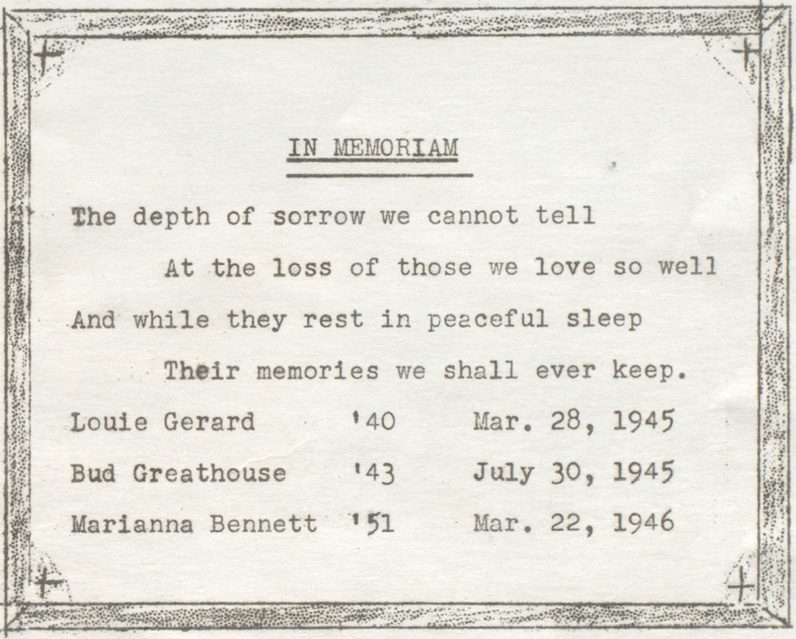 IN MEMORIAM
The depth of sorrow we cannot tell
At the loss of those we love so well
And while they rest in peaceful sleep
Their memories we shall ever keep.
Louie Gerard '40 Mar. 28, 1945
Bud Greathouse '43 July 30, 1945
Marianna Bennett '51 Mar. 22, 1946